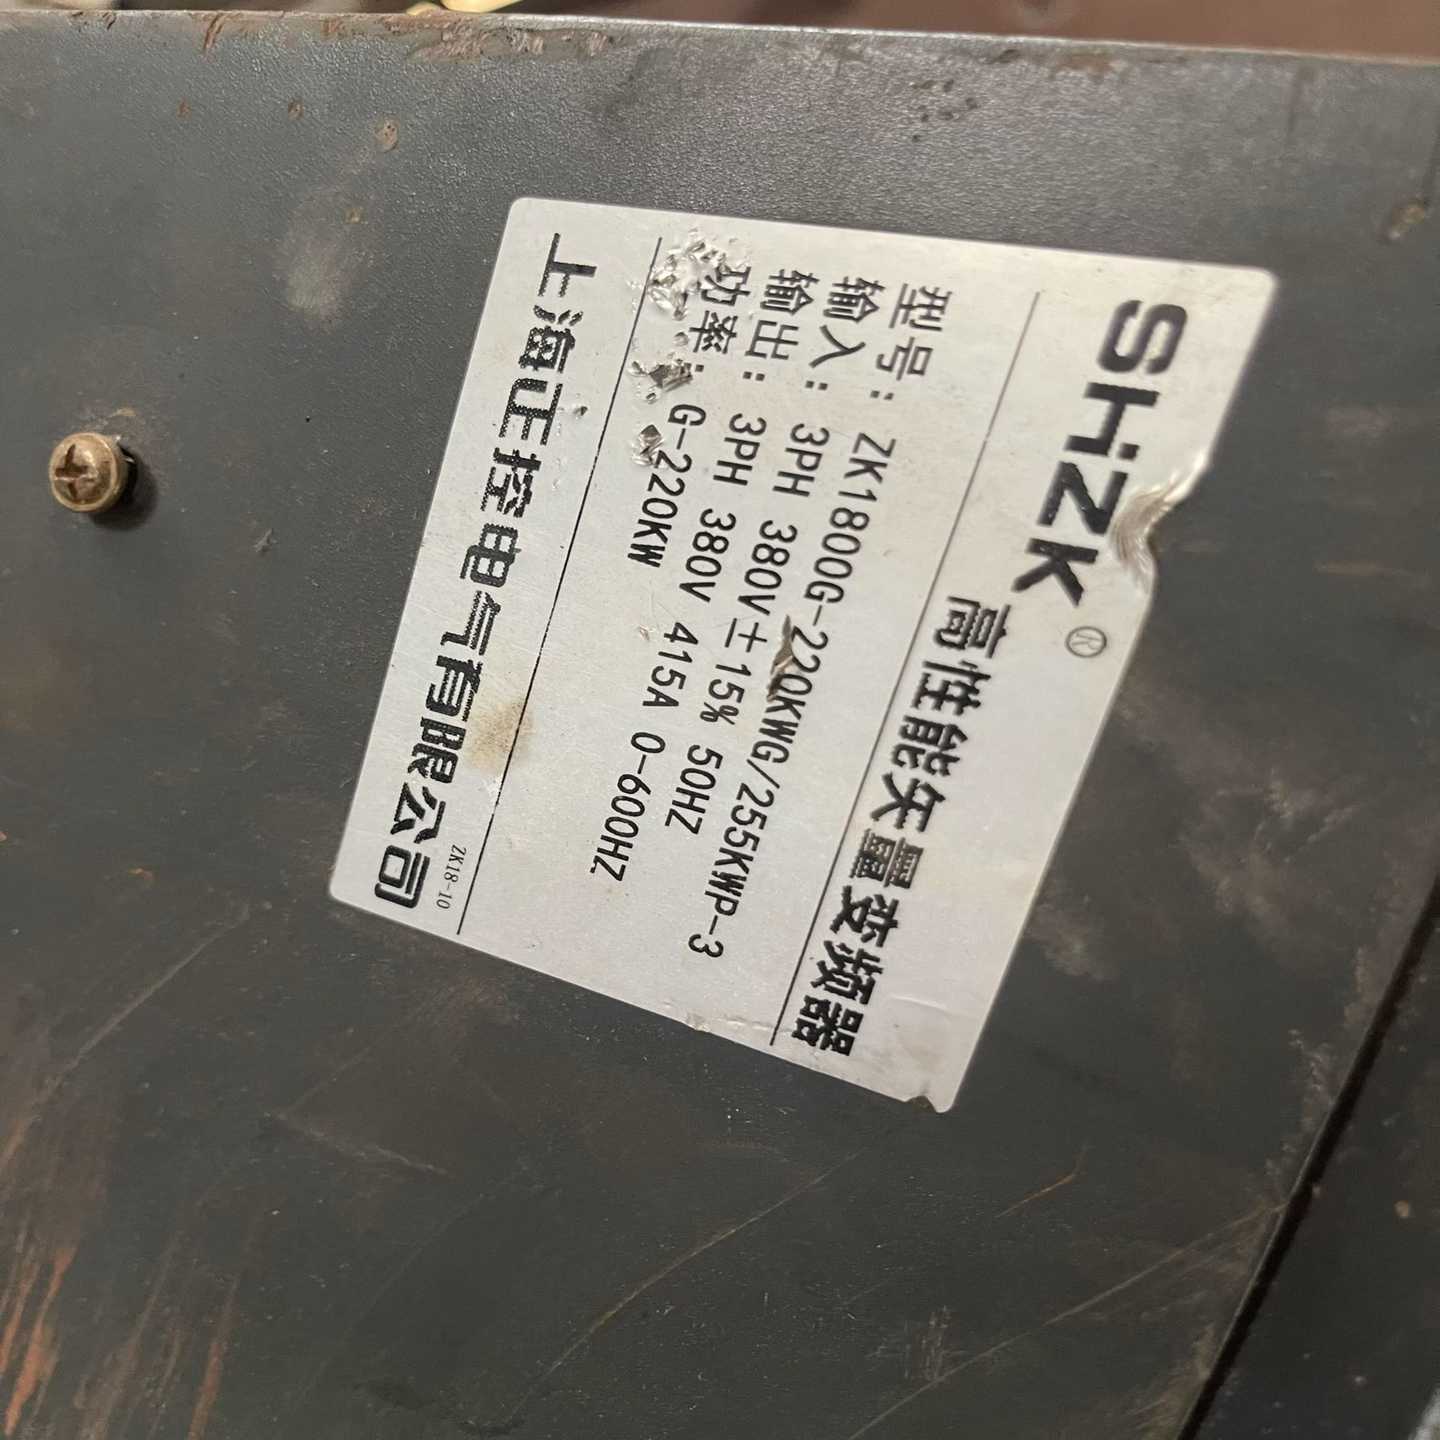 SHZK® 高性能矢量变频器
型号: ZK1800G-220KWG/255KWP-3
输入: 3PH 380V±15% 50HZ
输出: 3PH 380V 415A 0-600HZ
功率: G-220KW
ZK18-10
上海正控电气有限公司